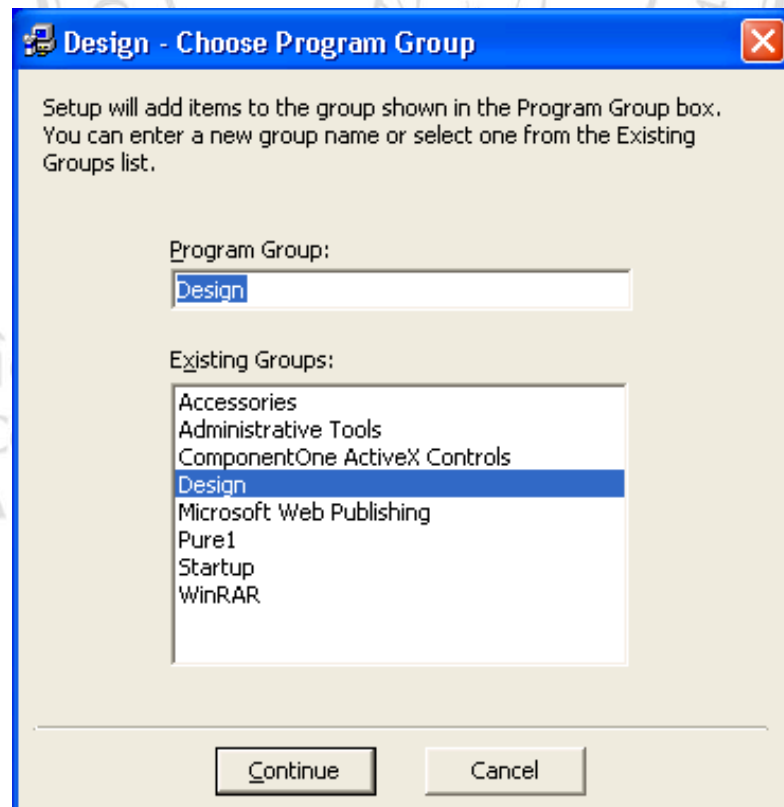 Design - Choose Program Group
Setup will add items to the group shown in the Program Group box.
You can enter a new group name or select one from the Existing
Groups list.
Program Group:
Design
Existing Groups:
Accessories
Administrative Tools
ComponentOne ActiveX Controls
Design
Microsoft Web Publishing
Pure1
Startup
WinRAR
Continue
Cancel